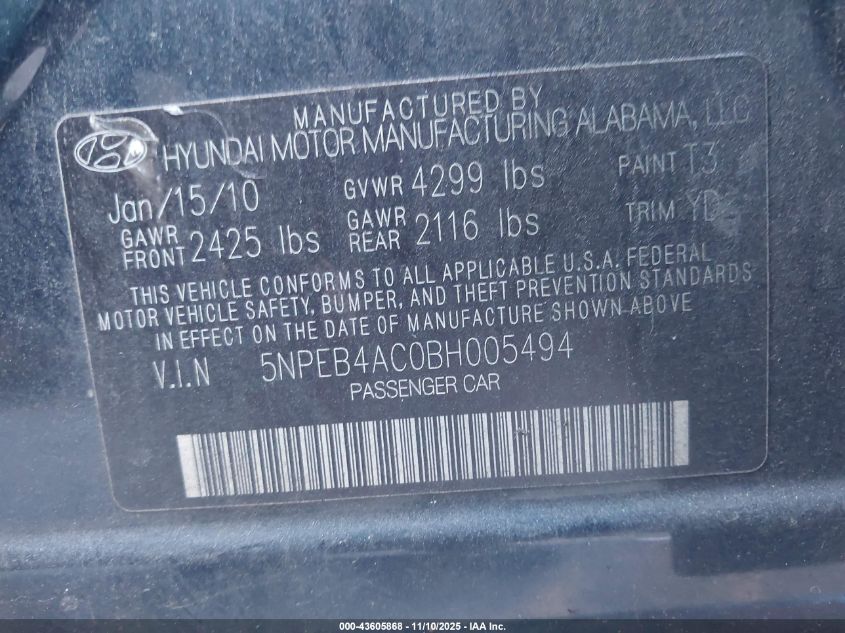 MANUFACTURED BY
HYUNDAI MOTOR MANUFACTURING ALABAMA, LLC
Jan/15/10 GVWR 4299 lbs PAINT T3
GAWR FRONT 2425 lbs GAWR REAR 2116 lbs TRIM YD
THIS VEHICLE CONFORMS TO ALL APPLICABLE U.S.A. FEDERAL
MOTOR VEHICLE SAFETY, BUMPER, AND THEFT PREVENTION STANDARDS
IN EFFECT ON THE DATE OF MANUFACTURE SHOWN ABOVE
V.I.N 5NPEB4AC0BH005494
PASSENGER CAR
000-43605868 - 11/10/2025 - IAA Inc.